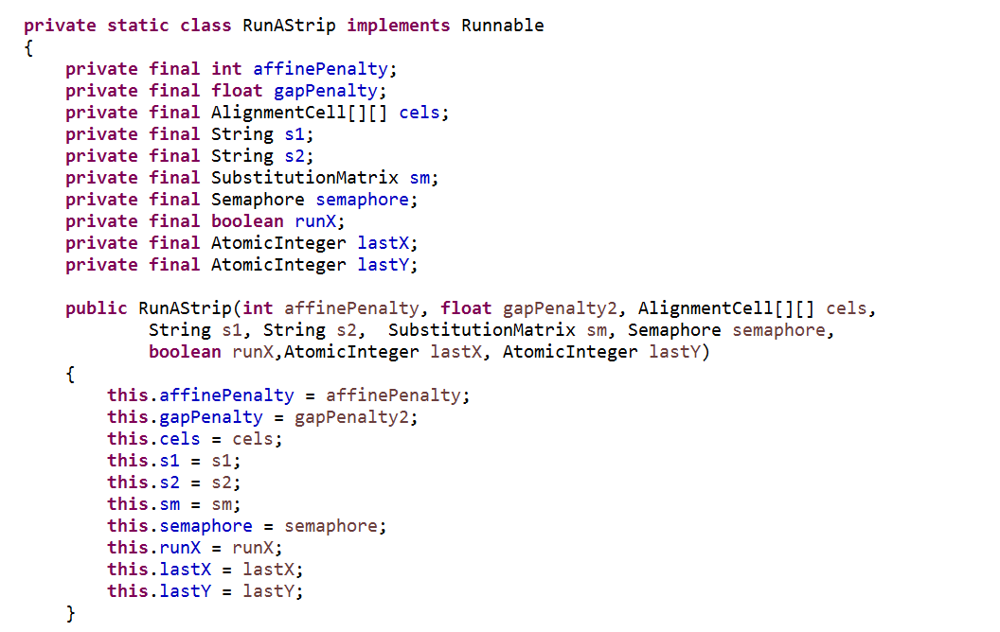 private static class RunAStrip implements Runnable
{
    private final int affinePenalty;
    private final float gapPenalty;
    private final AlignmentCell[][] cels;
    private final String s1;
    private final String s2;
    private final SubstitutionMatrix sm;
    private final Semaphore semaphore;
    private final boolean runX;
    private final AtomicInteger lastX;
    private final AtomicInteger lastY;

    public RunAStrip(int affinePenalty, float gapPenalty2, AlignmentCell[][] cels,
            String s1, String s2,  SubstitutionMatrix sm, Semaphore semaphore,
            boolean runX,AtomicInteger lastX, AtomicInteger lastY)
    {
        this.affinePenalty = affinePenalty;
        this.gapPenalty = gapPenalty2;
        this.cels = cels;
        this.s1 = s1;
        this.s2 = s2;
        this.sm = sm;
        this.semaphore = semaphore;
        this.runX = runX;
        this.lastX = lastX;
        this.lastY = lastY;
    }